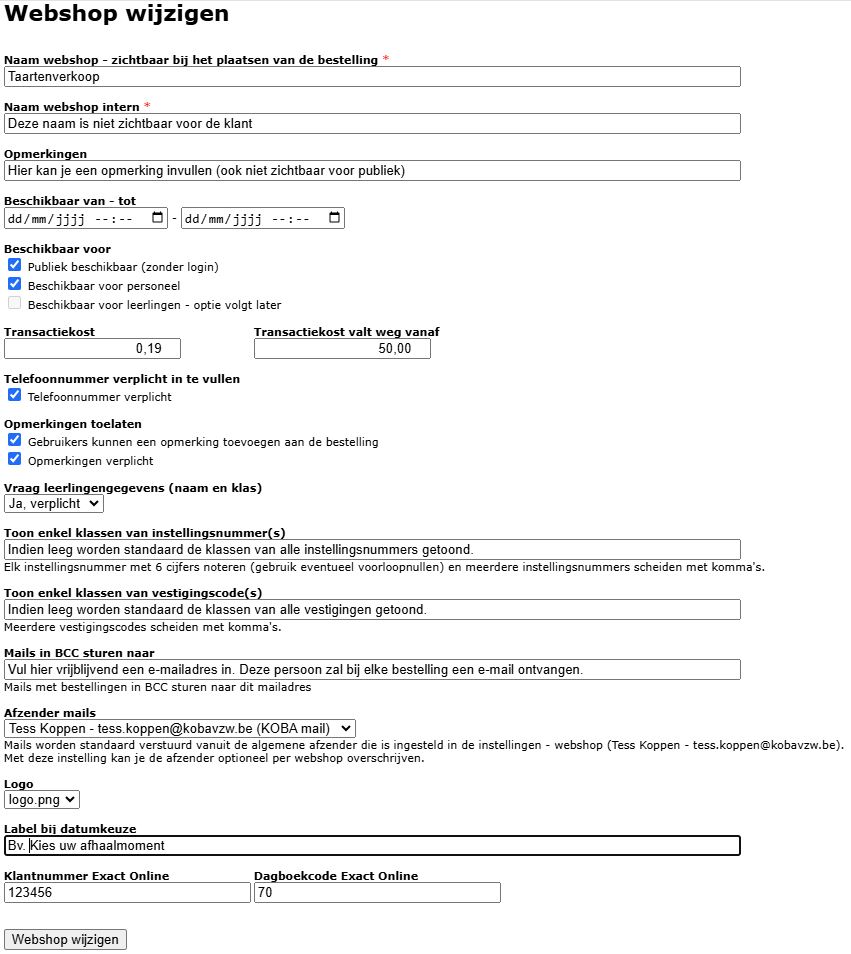 Webshop wijzigen
Naam webshop - zichtbaar bij het plaatsen van de bestelling *
Taartenverkoop
Naam webshop intern *
Deze naam is niet zichtbaar voor de klant
Opmerkingen
Hier kan je een opmerking invullen (ook niet zichtbaar voor publiek)
Beschikbaar van - tot
dd/mm/jjjj --:-- - dd/mm/jjjj --:--
Beschikbaar voor
Publiek beschikbaar (zonder login)
Beschikbaar voor personeel
Beschikbaar voor leerlingen - optie volgt later
Transactiekost Transactiekost valt weg vanaf
0,19 50,00
Telefoonnummer verplicht in te vullen
Telefoonnummer verplicht
Opmerkingen toelaten
Gebruikers kunnen een opmerking toevoegen aan de bestelling
Opmerkingen verplicht
Vraag leerlingengegevens (naam en klas)
Ja, verplicht
Toon enkel klassen van instellingsnummer(s)
Indien leeg worden standaard de klassen van alle instellingsnummers getoond.
Elk instellingsnummer met 6 cijfers noteren (gebruik eventueel voorloopnullen) en meerdere instellingsnummers scheiden met komma's.
Toon enkel klassen van vestigingscode(s)
Indien leeg worden standaard de klassen van alle vestigingen getoond.
Meerdere vestigingscodes scheiden met komma's.
Mails in BCC sturen naar
Vul hier vrijblijvend een e-mailadres in. Deze persoon zal bij elke bestelling een e-mail ontvangen.
Mails met bestellingen in BCC sturen naar dit mailadres
Afzender mails
Tess Koppen - tess.koppen@kobavzw.be (KOBA mail)
Mails worden standaard verstuurd vanuit de algemene afzender die is ingesteld in de instellingen - webshop (Tess Koppen - tess.koppen@kobavzw.be).
Met deze instelling kan je de afzender optioneel per webshop overschrijven.
Logo
logo.png
Label bij datumkeuze
Bv. Kies uw afhaalmoment
Klantnummer Exact Online Dagboekcode Exact Online
123456 70
Webshop wijzigen